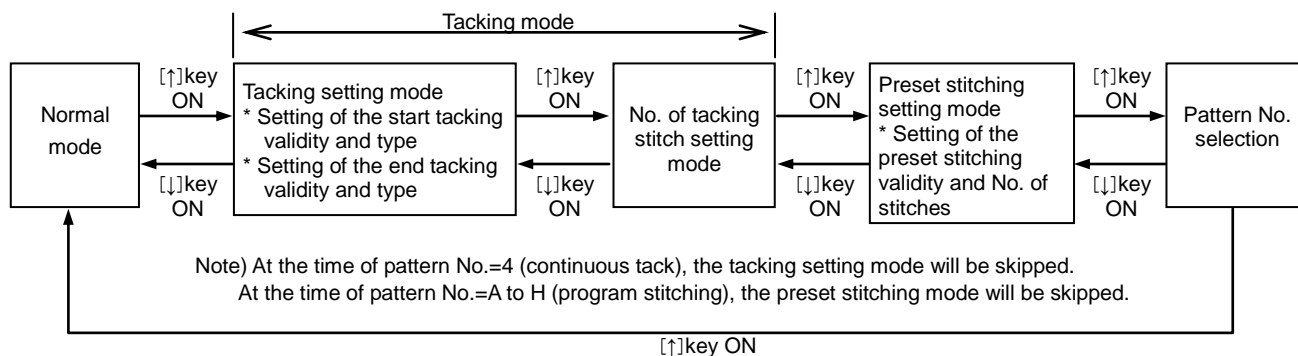 Tacking mode
Normal
mode
[↑]key
ON
[↓]key
ON
Tacking setting mode
* Setting of the start tacking
validity and type
* Setting of the end tacking
validity and type
[↑]key
ON
[↓]key
ON
No. of tacking
stitch setting
mode
[↑]key
ON
[↓]key
ON
Preset stitching
setting mode
* Setting of the
preset stitching
validity and No. of
stitches
[↑]key
ON
[↓]key
ON
Pattern No.
selection
Note) At the time of pattern No.=4 (continuous tack), the tacking setting mode will be skipped.
At the time of pattern No.=A to H (program stitching), the preset stitching mode will be skipped.
[↑]key ON